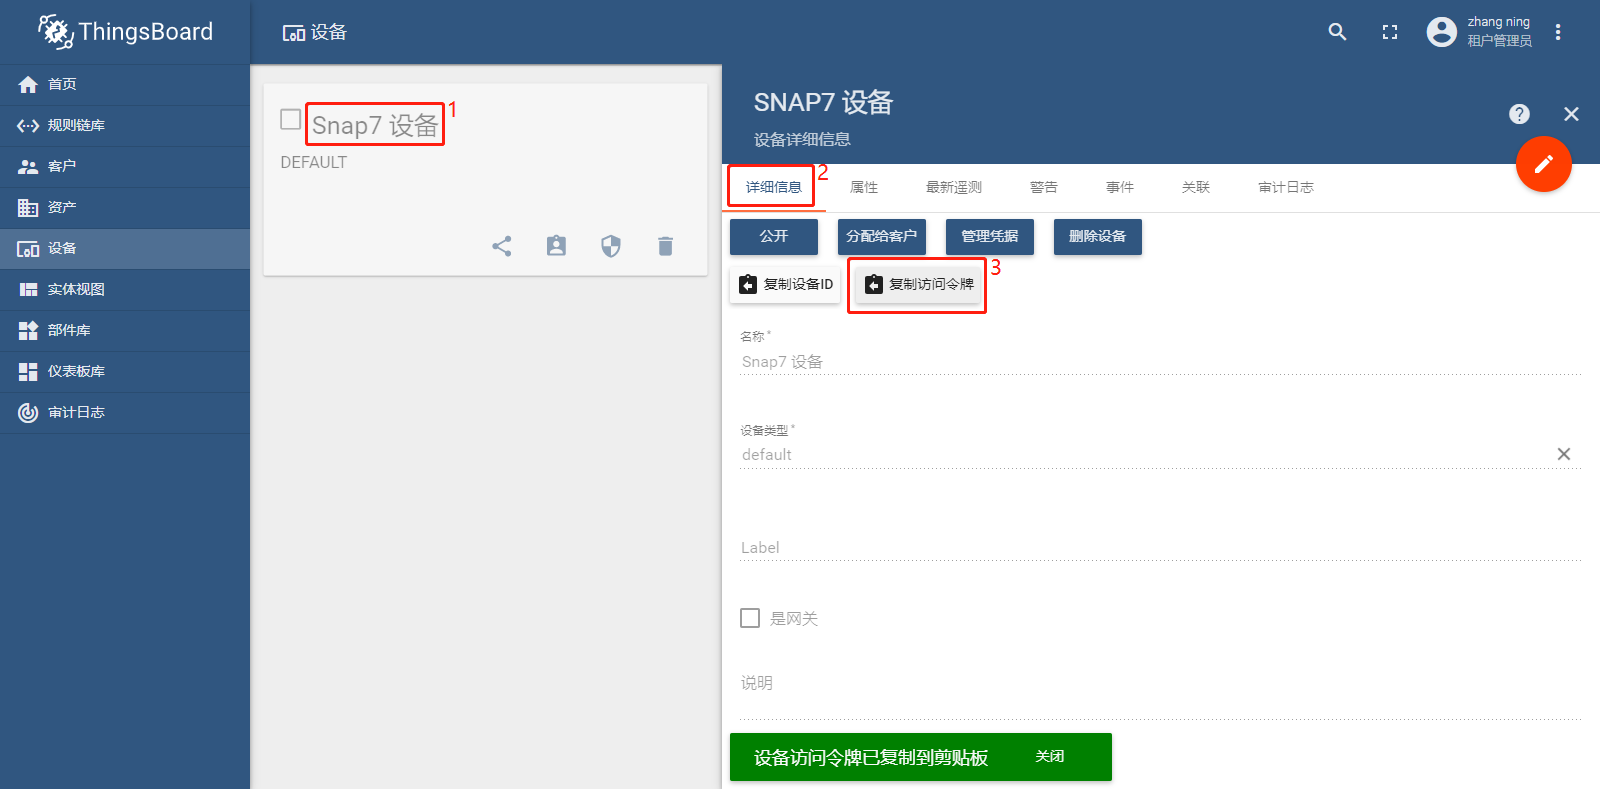 ThingsBoard
设备
zhang ning
租户管理员
首页
规则链库
客户
资产
设备
实体视图
部件库
仪表板库
审计日志
Snap7 设备
1
DEFAULT
SNAP7 设备
设备详细信息
详细信息 2 属性 最新遥测 警告 事件 关联 审计日志
公开 分配给客户 管理凭据 删除设备
复制设备ID 复制访问令牌 3
名称 *
Snap7 设备
设备类型 *
default
Label
是网关
说明
设备访问令牌已复制到剪贴板 关闭